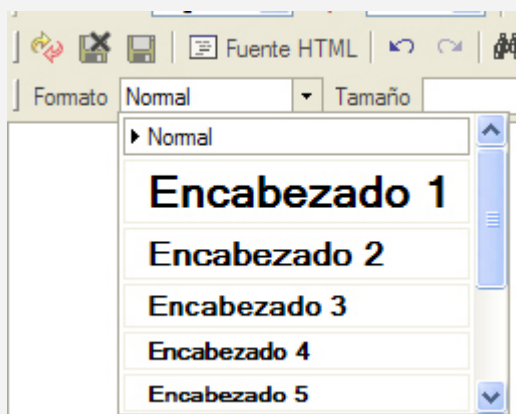 Fuente HTML
Formato Normal Tamaño
Normal
Encabezado 1
Encabezado 2
Encabezado 3
Encabezado 4
Encabezado 5